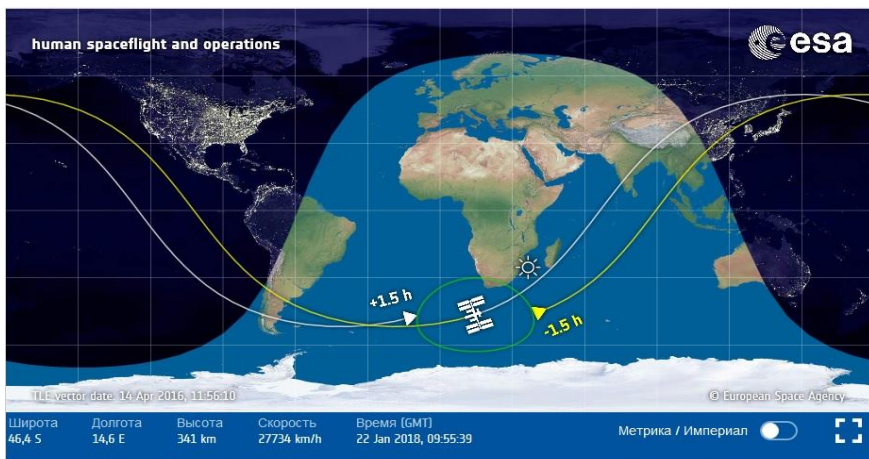 human spaceflight and operations
esa
+1.5 h
-1.5 h
TLE vector date: 14 Apr 2016, 11:56:10
© European Space Agency
Широта Долгота Высота Скорость Время (GMT)
46,4 S 14,6 E 341 km 27734 km/h 22 Jan 2018, 09:55:39
Метрика / Империал